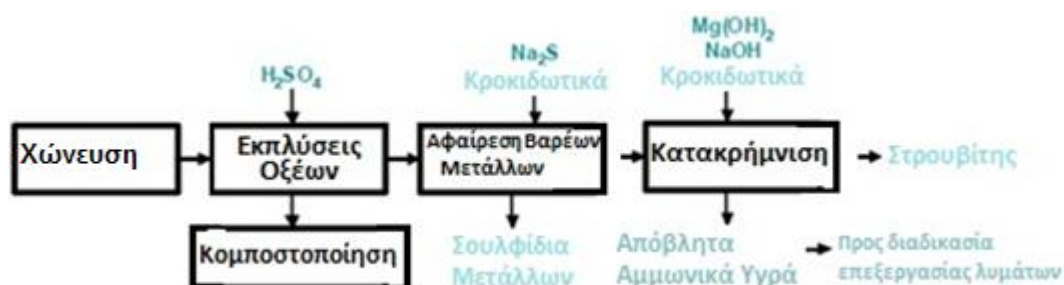 Mg(OH)₂
NaOH
Κροκιδωτικά
Na₂S
Κροκιδωτικά
H₂SO₄
Χώνευση
Εκπλύσεις
Οξέων
Αφαίρεση Βαρέων
Μετάλλων
Κατακρήμνιση
Στρουβίτης
Κομποστοποίηση
Σουλφίδια
Μετάλλων
Απόβλητα
Αμμωνικά Υγρά
Προς διαδικασία
επεξεργασίας λυμάτων